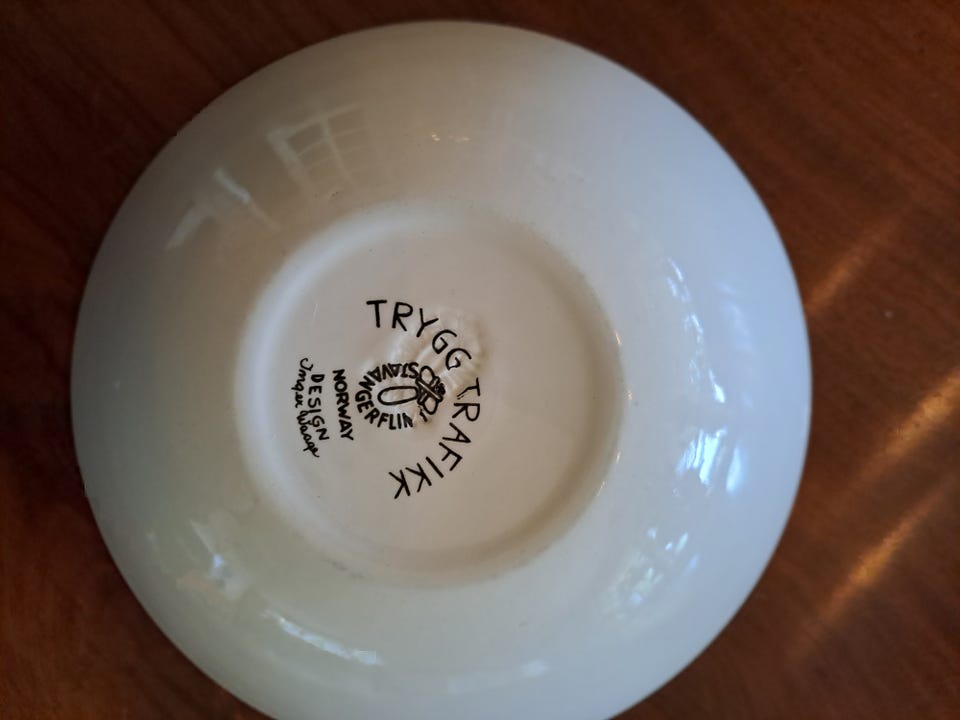 TRYGG TRAFIKK
STAVANGERFLINT
NORWAY
DESIGN
Inger Waage